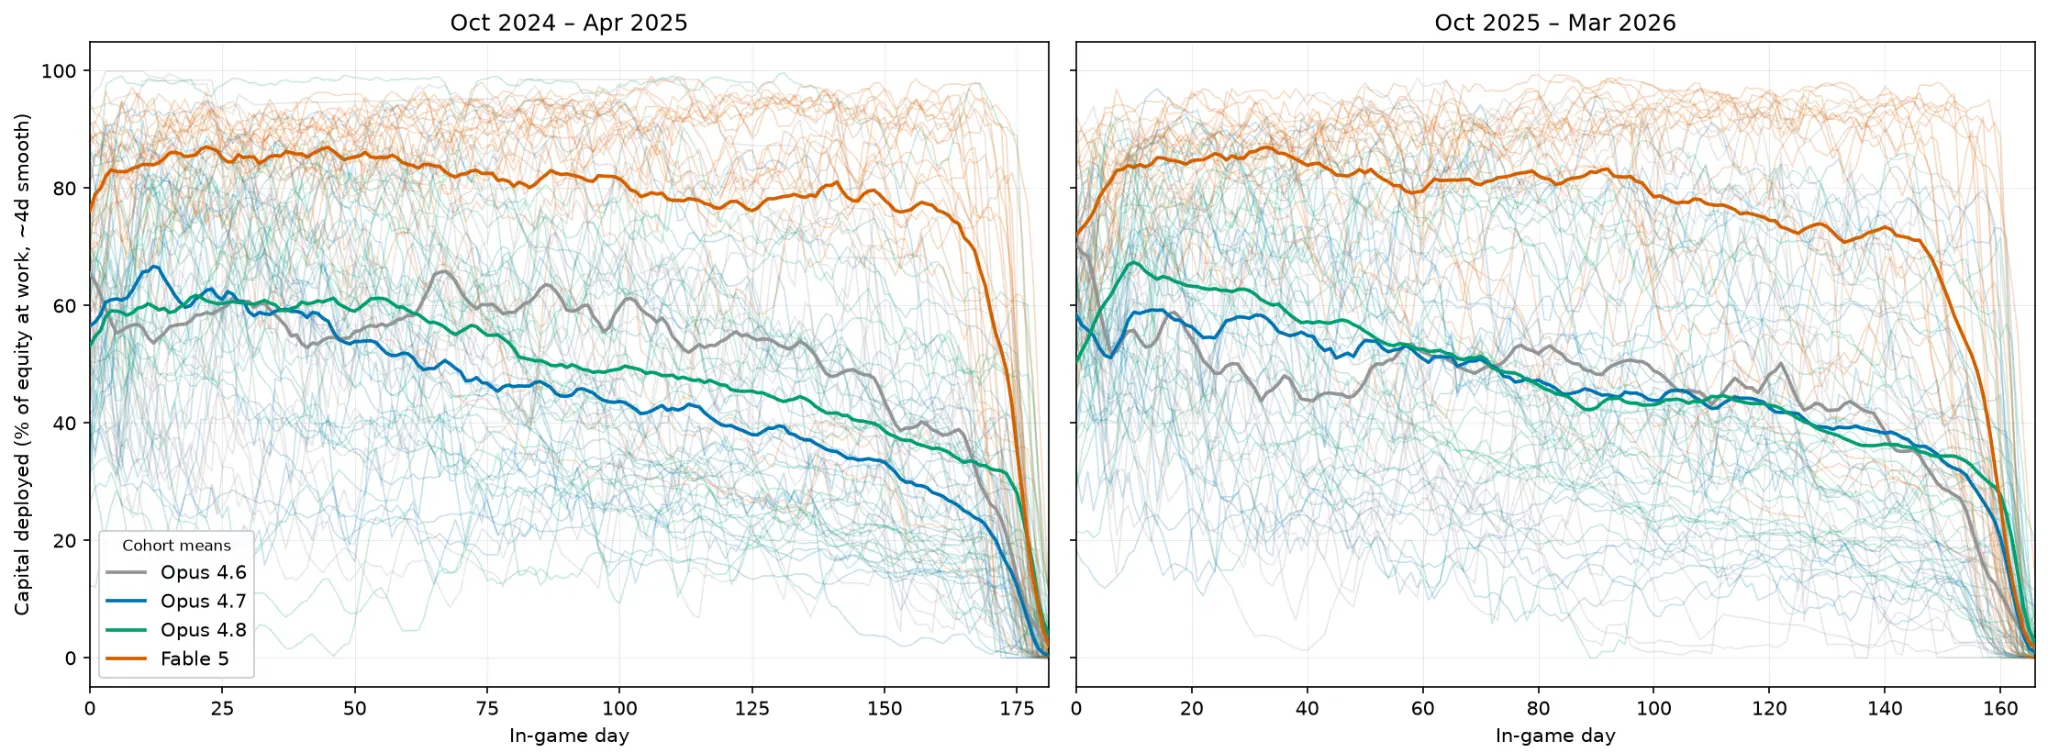 Oct 2024 – Apr 2025
Oct 2025 – Mar 2026
Capital deployed (% of equity at work, ~4d smooth)
100
80
60
40
20
0
Cohort means
Opus 4.6
Opus 4.7
Opus 4.8
Fable 5
0 25 50 75 100 125 150 175
0 20 40 60 80 100 120 140 160
In-game day
In-game day